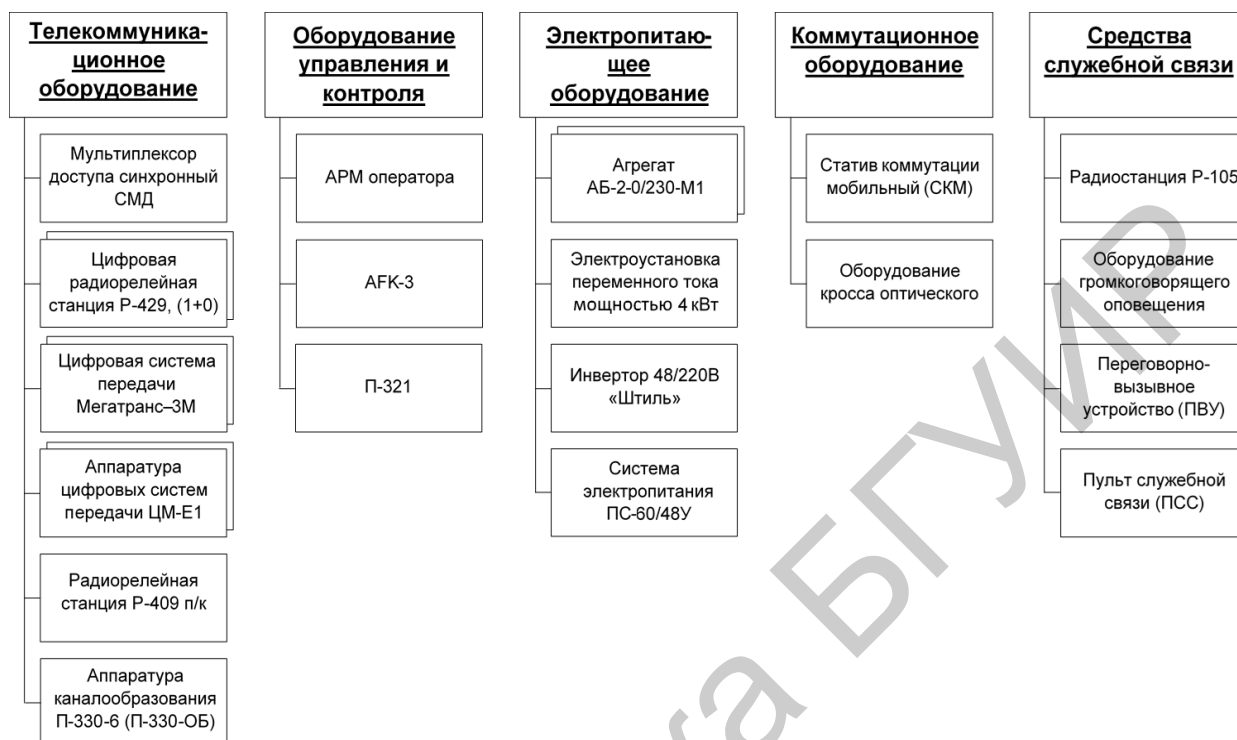 Телекоммуника-
ционное
оборудование
Мультиплексор
доступа синхронный
СМД
Цифровая
радиорелейная
станция Р-429, (1+0)
Цифровая система
передачи
Мегатранс–3М
Аппаратура
цифровых систем
передачи ЦМ-Е1
Радиорелейная
станция Р-409 п/к
Аппаратура
каналообразования
П-330-6 (П-330-ОБ)
Оборудование
управления и
контроля
АРМ оператора
AFK-3
П-321
Электропитаю-
щее
оборудование
Агрегат
АБ-2-0/230-М1
Электроустановка
переменного тока
мощностью 4 кВт
Инвертор 48/220В
«Штиль»
Система
электропитания
ПС-60/48У
Коммутационное
оборудование
Статив коммутации
мобильный (СКМ)
Оборудование
кросса оптического
Средства
служебной связи
Радиостанция Р-105
Оборудование
громкоговорящего
оповещения
Переговорно-
вызывное
устройство (ПВУ)
Пульт служебной
связи (ПСС)
БГУИР